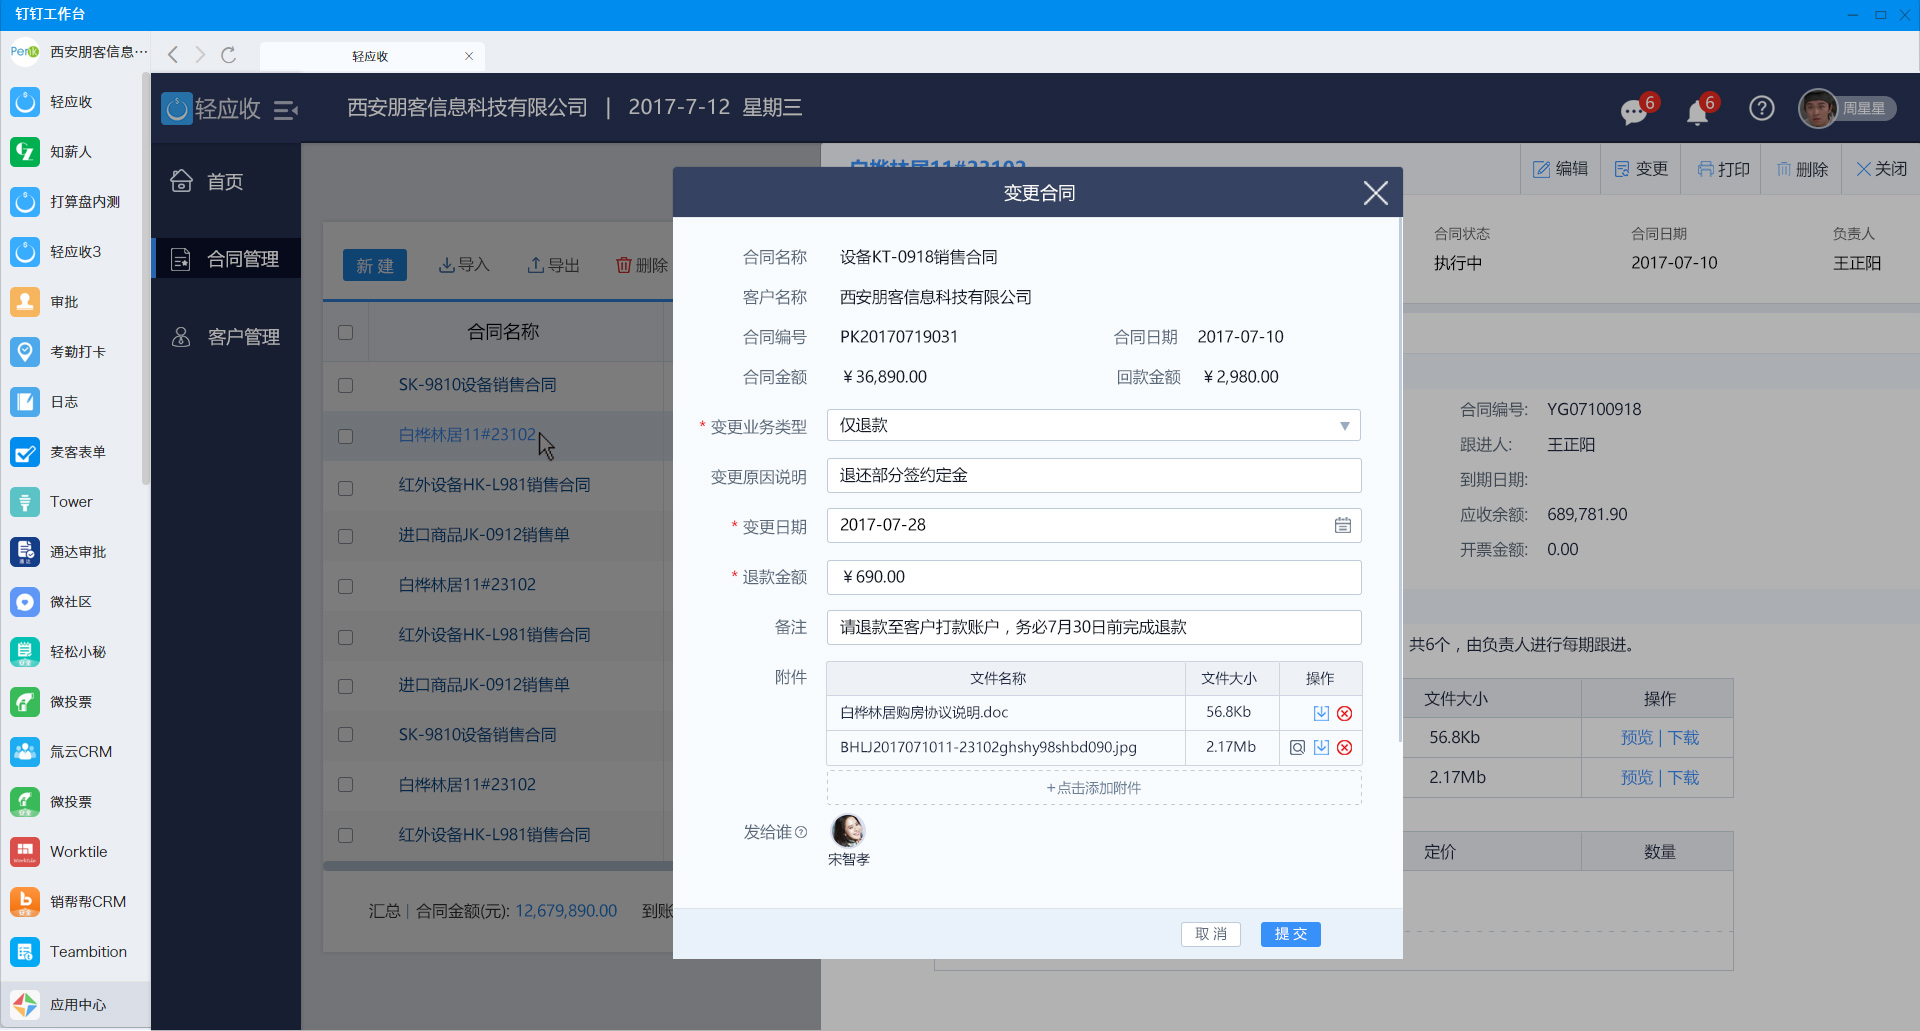 钉钉工作台
西安朋客信息···
轻应收
轻应收
知薪人
打算盘内测
轻应收3
审批
考勤打卡
日志
麦客表单
Tower
通达审批
微社区
轻松小秘
微投票
氚云CRM
微投票
Worktile
销帮帮CRM
Teambition
应用中心
轻应收
西安朋客信息科技有限公司 | 2017-7-12 星期三
6
6
周星星
首页
合同管理
客户管理
新 建
导入
导出
删除
合同名称
SK-9810设备销售合同
白桦林居11#23102
红外设备HK-L981销售合同
进口商品JK-0912销售单
白桦林居11#23102
红外设备HK-L981销售合同
进口商品JK-0912销售单
SK-9810设备销售合同
白桦林居11#23102
红外设备HK-L981销售合同
汇总 | 合同金额(元): 12,679,890.00 到账
白桦林居11#23102
编辑
变更
打印
删除
关闭
变更合同
合同名称 设备KT-0918销售合同
客户名称 西安朋客信息科技有限公司
合同编号 PK20170719031 合同日期 2017-07-10
合同金额 ¥36,890.00 回款金额 ¥2,980.00
* 变更业务类型 仅退款
变更原因说明 退还部分签约定金
* 变更日期 2017-07-28
* 退款金额 ¥690.00
备注 请退款至客户打款账户，务必7月30日前完成退款
附件 文件名称 文件大小 操作
白桦林居购房协议说明.doc 56.8Kb
BHLJ2017071011-23102ghshy98shbd090.jpg 2.17Mb
+点击添加附件
发给谁
宋智孝
取 消
提 交
合同状态 合同日期 负责人
执行中 2017-07-10 王正阳
合同编号: YG07100918
跟进人: 王正阳
到期日期:
应收余额: 689,781.90
开票金额: 0.00
共6个，由负责人进行每期跟进。
文件大小 操作
56.8Kb 预览 | 下载
2.17Mb 预览 | 下载
定价 数量